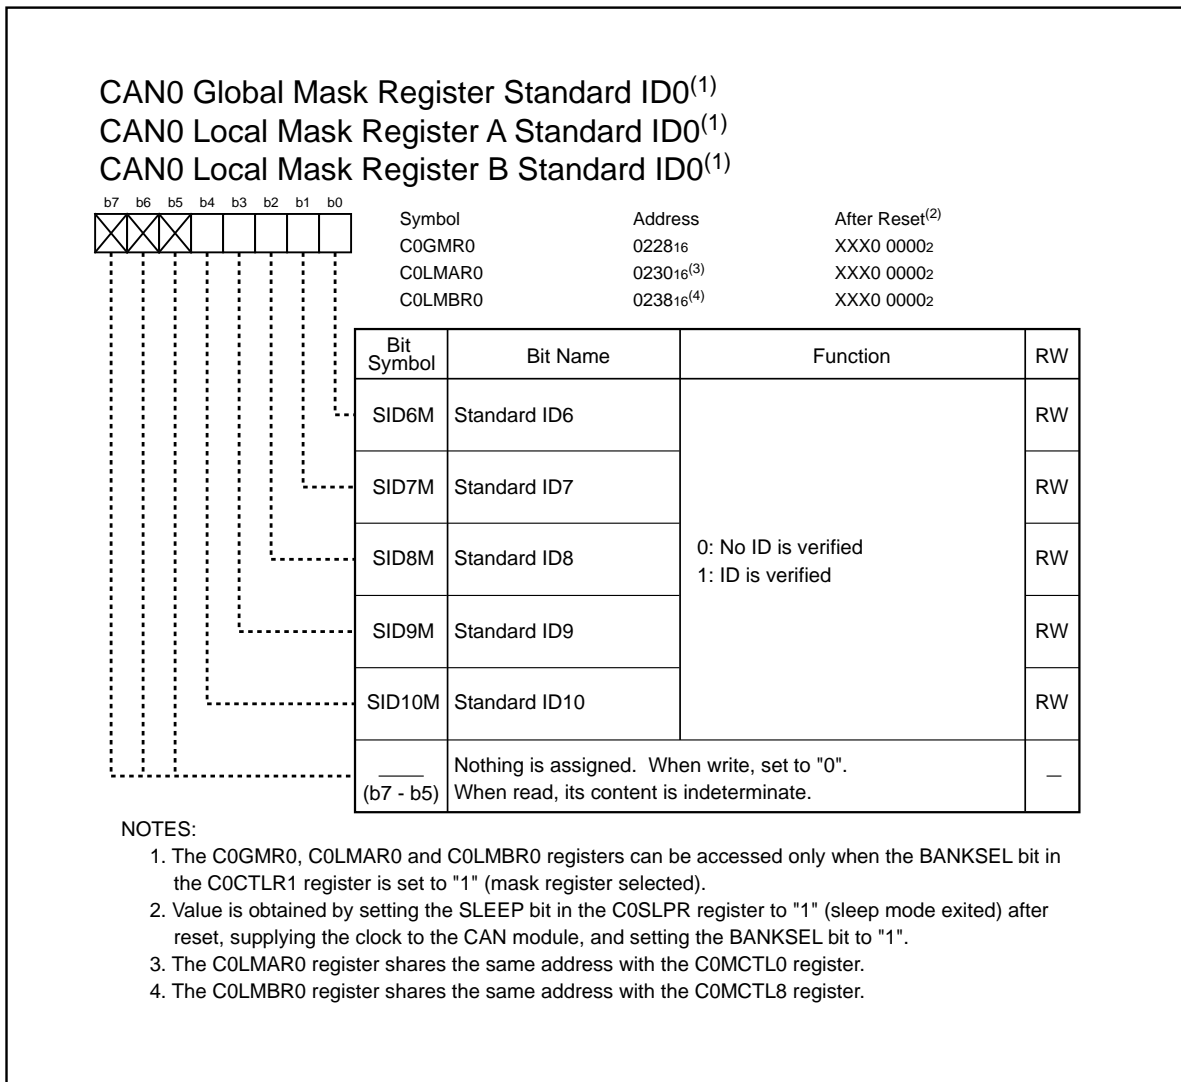 CAN0 Global Mask Register Standard ID0(1)
CAN0 Local Mask Register A Standard ID0(1)
CAN0 Local Mask Register B Standard ID0(1)
b7 b6 b5 b4 b3 b2 b1 b0
Symbol Address After Reset(2)
C0GMR0 022816 XXX0 00002
C0LMAR0 023016(3) XXX0 00002
C0LMBR0 023816(4) XXX0 00002
Bit Symbol Bit Name Function RW
SID6M Standard ID6 RW
SID7M Standard ID7 RW
SID8M Standard ID8 RW
0: No ID is verified
1: ID is verified
SID9M Standard ID9 RW
SID10M Standard ID10 RW
(b7 - b5) Nothing is assigned. When write, set to "0".
When read, its content is indeterminate. —
NOTES:
1. The C0GMR0, C0LMAR0 and C0LMBR0 registers can be accessed only when the BANKSEL bit in
the C0CTLR1 register is set to "1" (mask register selected).
2. Value is obtained by setting the SLEEP bit in the C0SLPR register to "1" (sleep mode exited) after
reset, supplying the clock to the CAN module, and setting the BANKSEL bit to "1".
3. The C0LMAR0 register shares the same address with the C0MCTL0 register.
4. The C0LMBR0 register shares the same address with the C0MCTL8 register.